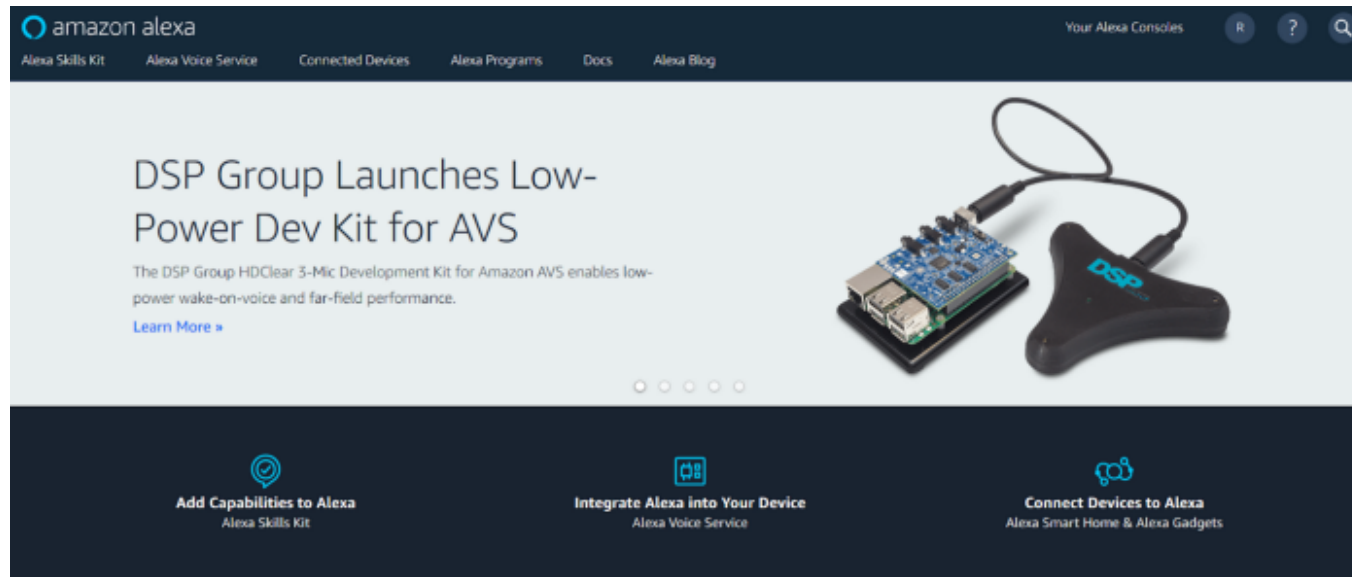 amazon alexa
Your Alexa Consoles
R
?
Alexa Skills Kit
Alexa Voice Service
Connected Devices
Alexa Programs
Docs
Alexa Blog
DSP Group Launches Low-
Power Dev Kit for AVS
The DSP Group HDClear 3-Mic Development Kit for Amazon AVS enables low-
power wake-on-voice and far-field performance.
Learn More »
DSP
Add Capabilities to Alexa
Alexa Skills Kit
Integrate Alexa into Your Device
Alexa Voice Service
Connect Devices to Alexa
Alexa Smart Home & Alexa Gadgets